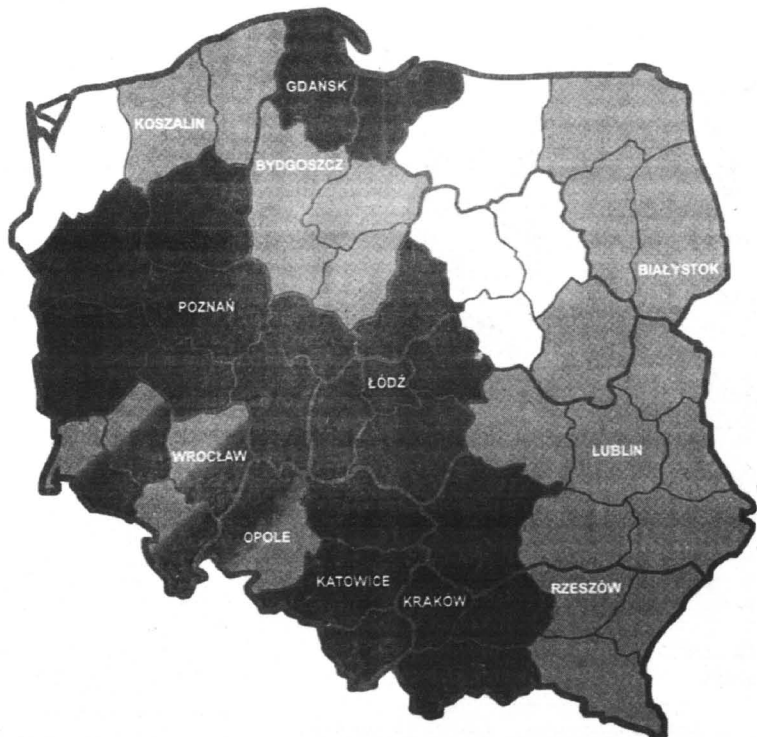 GDAŃSK
KOSZALIN
BYDGOSZCZ
BIAŁYSTOK
POZNAŃ
ŁÓDŹ
WROCŁAW
LUBLIN
OPOLE
KATOWICE
RZESZÓW
KRAKÓW